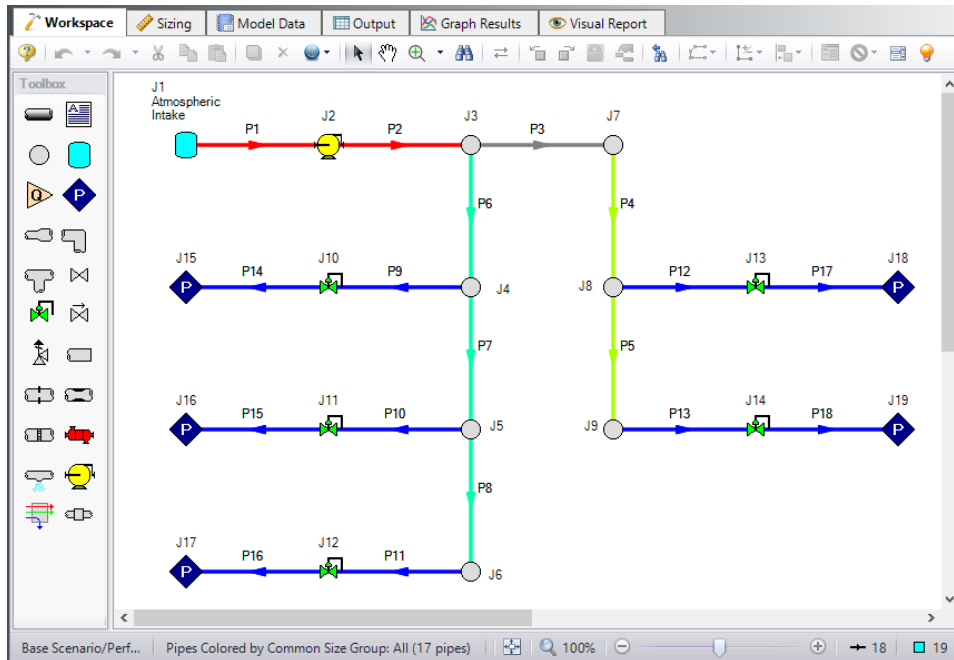 Workspace Sizing Model Data Output Graph Results Visual Report
Toolbox
A
Q P
J1
Atmospheric
Intake
P1 J2 P2 J3 P3 J7
P6 P4
J15 P14 J10 P9 J4 J8 P12 J13 P17 J18
P P
P7 P5
J16 P15 J11 P10 J5 J9 P13 J14 P18 J19
P P
P8
J17 P16 J12 P11 J6
P
Base Scenario/Perf... Pipes Colored by Common Size Group: All (17 pipes) 100% 18 19